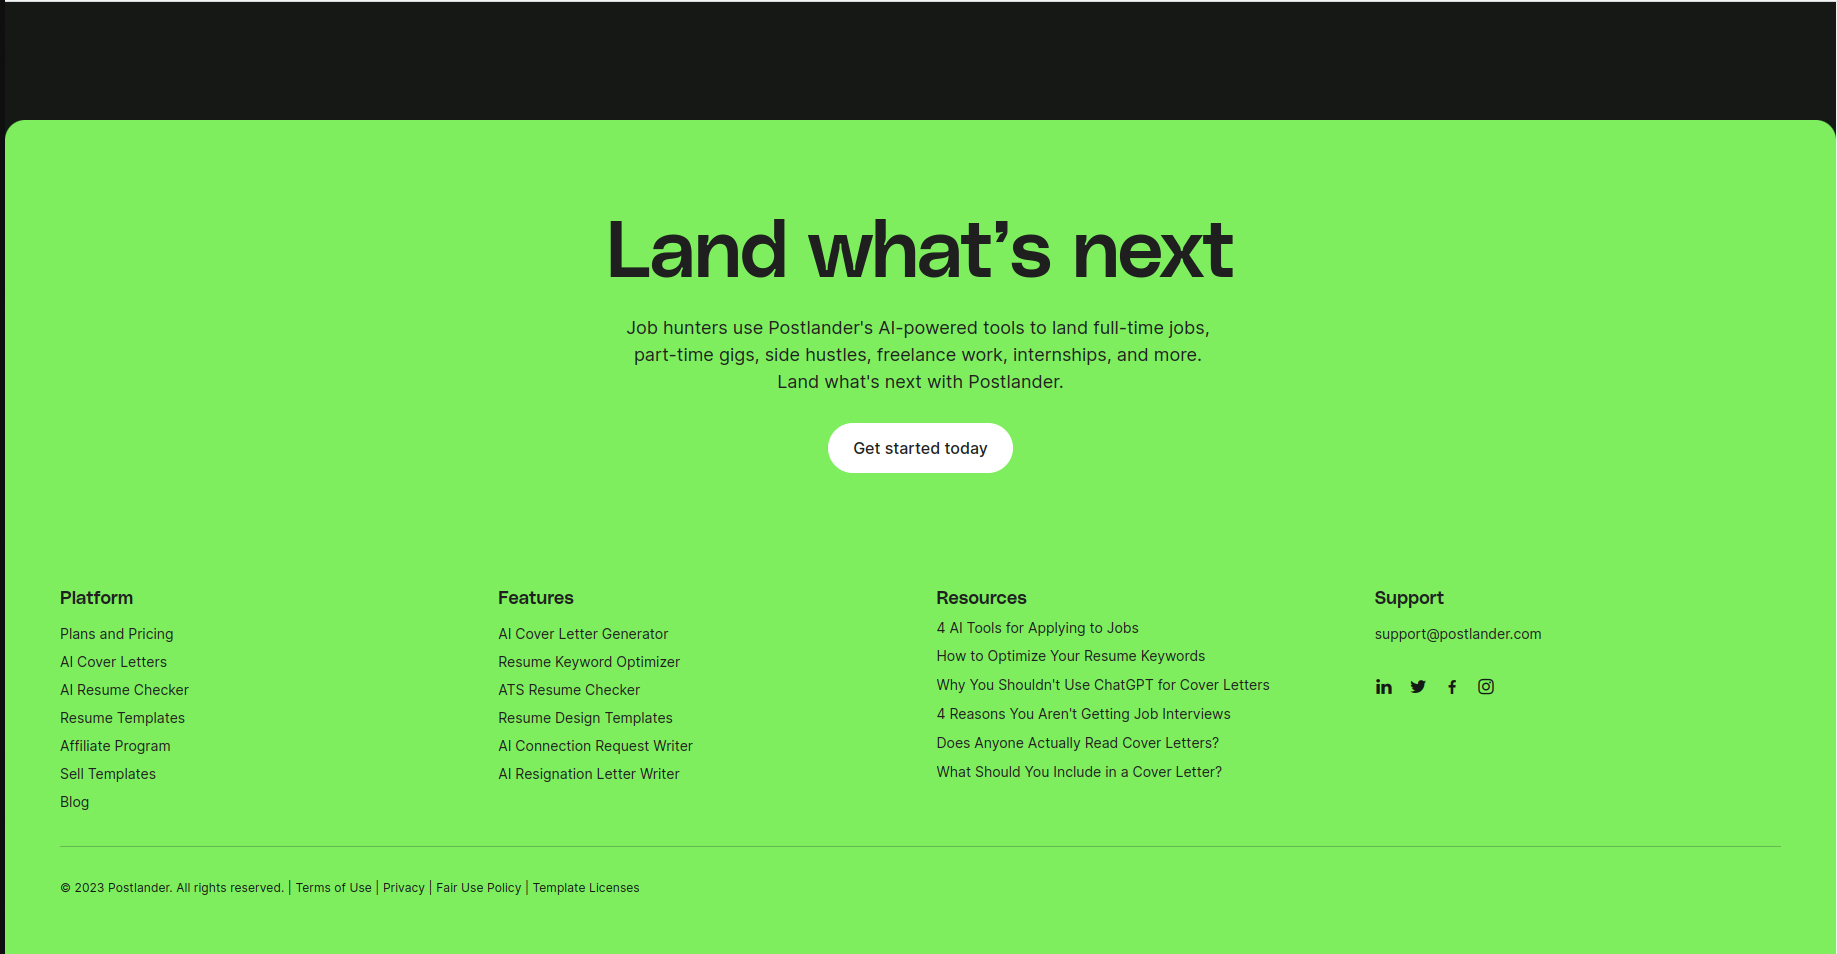 Land what’s next
Job hunters use Postlander's AI-powered tools to land full-time jobs,
part-time gigs, side hustles, freelance work, internships, and more.
Land what's next with Postlander.
Get started today
Platform
Plans and Pricing
AI Cover Letters
AI Resume Checker
Resume Templates
Affiliate Program
Sell Templates
Blog
Features
AI Cover Letter Generator
Resume Keyword Optimizer
ATS Resume Checker
Resume Design Templates
AI Connection Request Writer
AI Resignation Letter Writer
Resources
4 AI Tools for Applying to Jobs
How to Optimize Your Resume Keywords
Why You Shouldn't Use ChatGPT for Cover Letters
4 Reasons You Aren't Getting Job Interviews
Does Anyone Actually Read Cover Letters?
What Should You Include in a Cover Letter?
Support
support@postlander.com
© 2023 Postlander. All rights reserved. | Terms of Use | Privacy | Fair Use Policy | Template Licenses